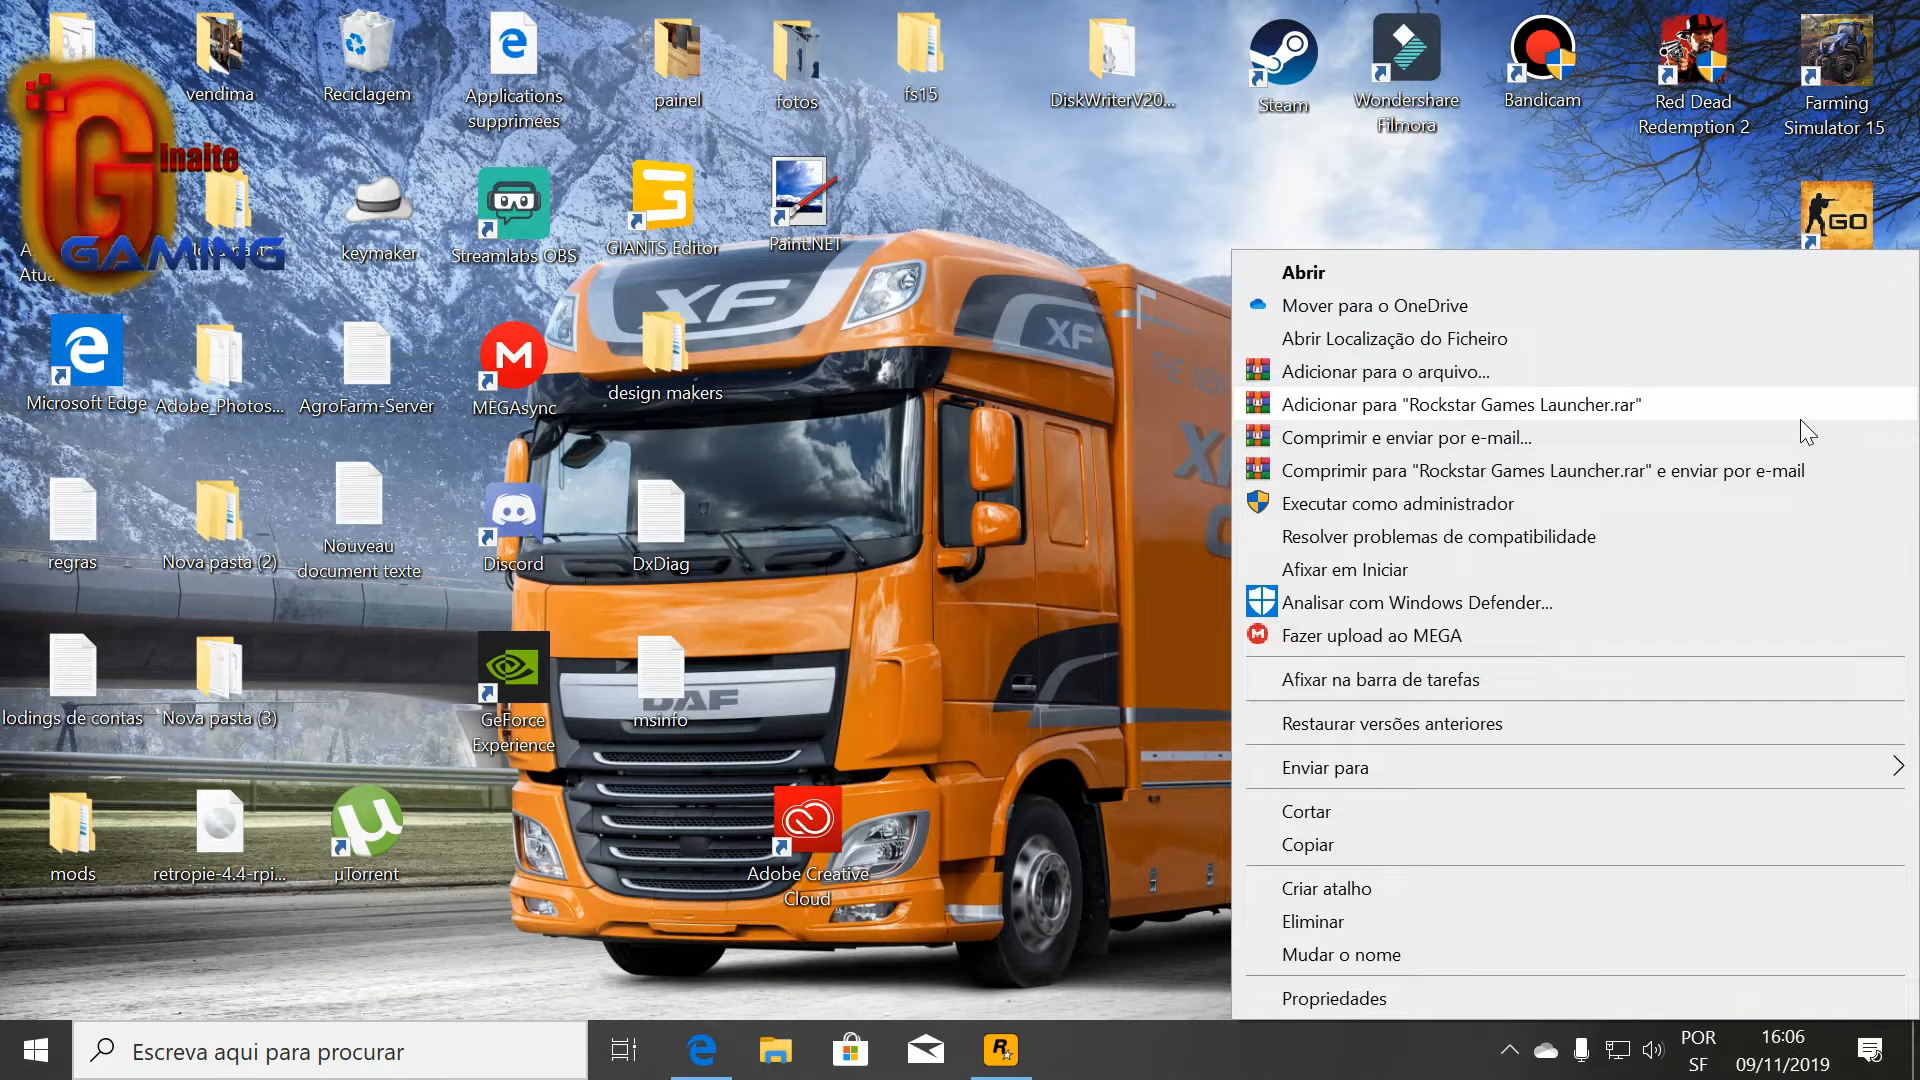 vendima
Reciclagem
Applications
supprimées
painel
fotos
fs15
DiskWriterV20...
Steam
Wondershare
Filmora
Bandicam
Red Dead
Redemption 2
Farming
Simulator 15
Ginaite
GAMING
keymaker
Streamlabs OBS
GIANTS Editor
Paint.NET
GO
Microsoft Edge
Adobe_Photos...
AgroFarm-Server
MEGAsync
design makers
XF
XF
regras
Nova pasta (2)
Nouveau
document texte
Discord
DxDiag
lodings de contas
Nova pasta (3)
GeForce
Experience
msinfo
DAF
mods
retropie-4.4-rpi...
µTorrent
Adobe Creative
Cloud
Abrir
Mover para o OneDrive
Abrir Localização do Ficheiro
Adicionar para o arquivo...
Adicionar para "Rockstar Games Launcher.rar"
Comprimir e enviar por e-mail...
Comprimir para "Rockstar Games Launcher.rar" e enviar por e-mail
Executar como administrador
Resolver problemas de compatibilidade
Afixar em Iniciar
Analisar com Windows Defender...
Fazer upload ao MEGA
Afixar na barra de tarefas
Restaurar versões anteriores
Enviar para
Cortar
Copiar
Criar atalho
Eliminar
Mudar o nome
Propriedades
Escreva aqui para procurar
POR
SF
16:06
09/11/2019